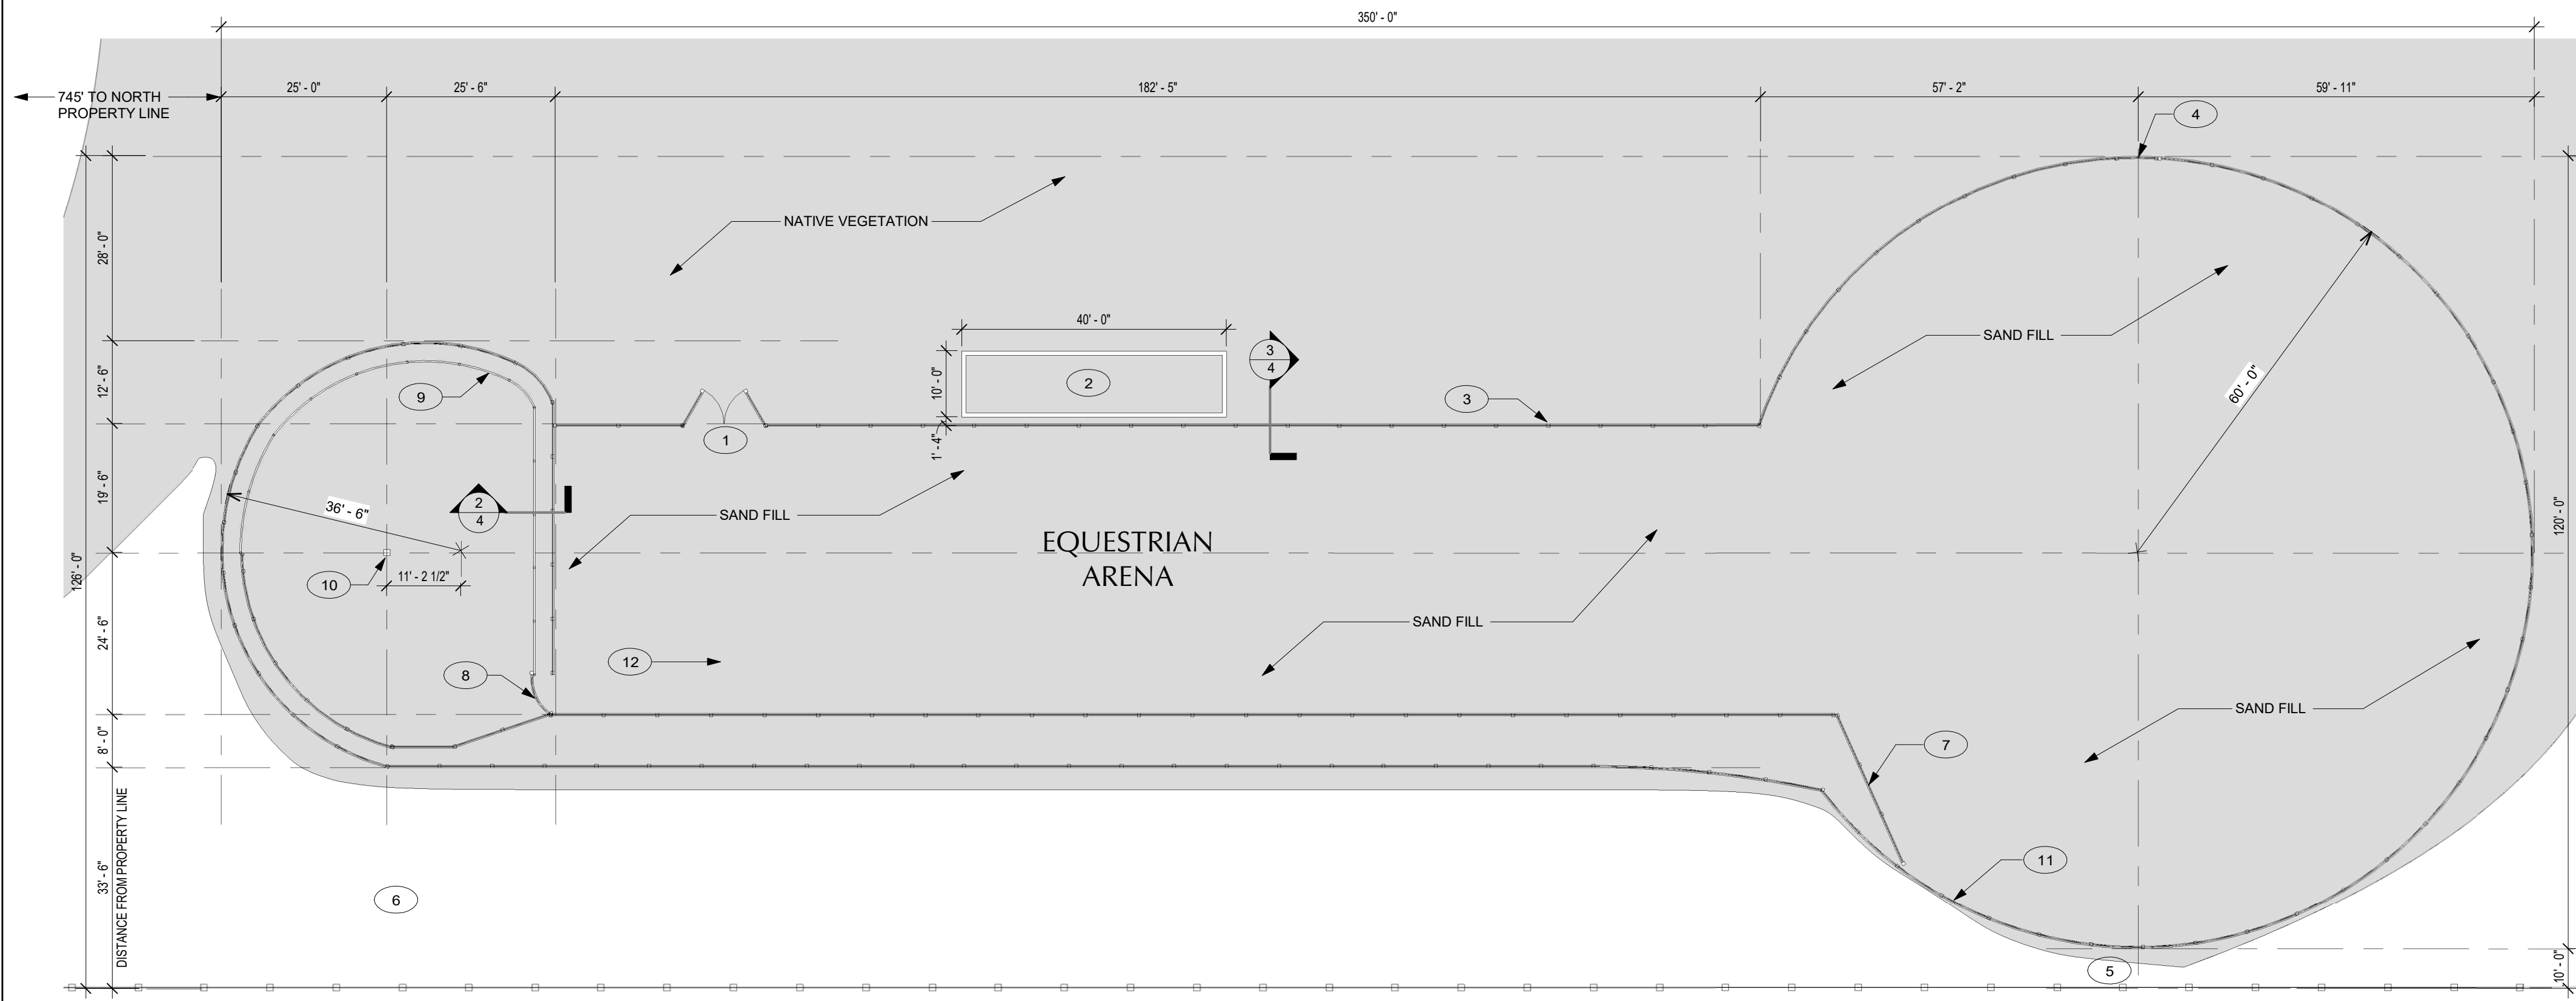 350' - 0"
745' TO NORTH
PROPERTY LINE
25' - 0"
25' - 6"
182' - 5"
57' - 2"
59' - 11"
4
NATIVE VEGETATION
28' - 0"
40' - 0"
SAND FILL
3
4
12' - 6"
9
10' - 0"
2
3
60' - 0"
1
1' - 4"
19' - 6"
36' - 6"
2
4
SAND FILL
EQUESTRIAN
ARENA
120' - 0"
126' - 0"
10
11' - 2 1/2"
24' - 6"
SAND FILL
12
8
SAND FILL
8' - 0"
7
33' - 6"
DISTANCE FROM PROPERTY LINE
11
6
5
10' - 0"